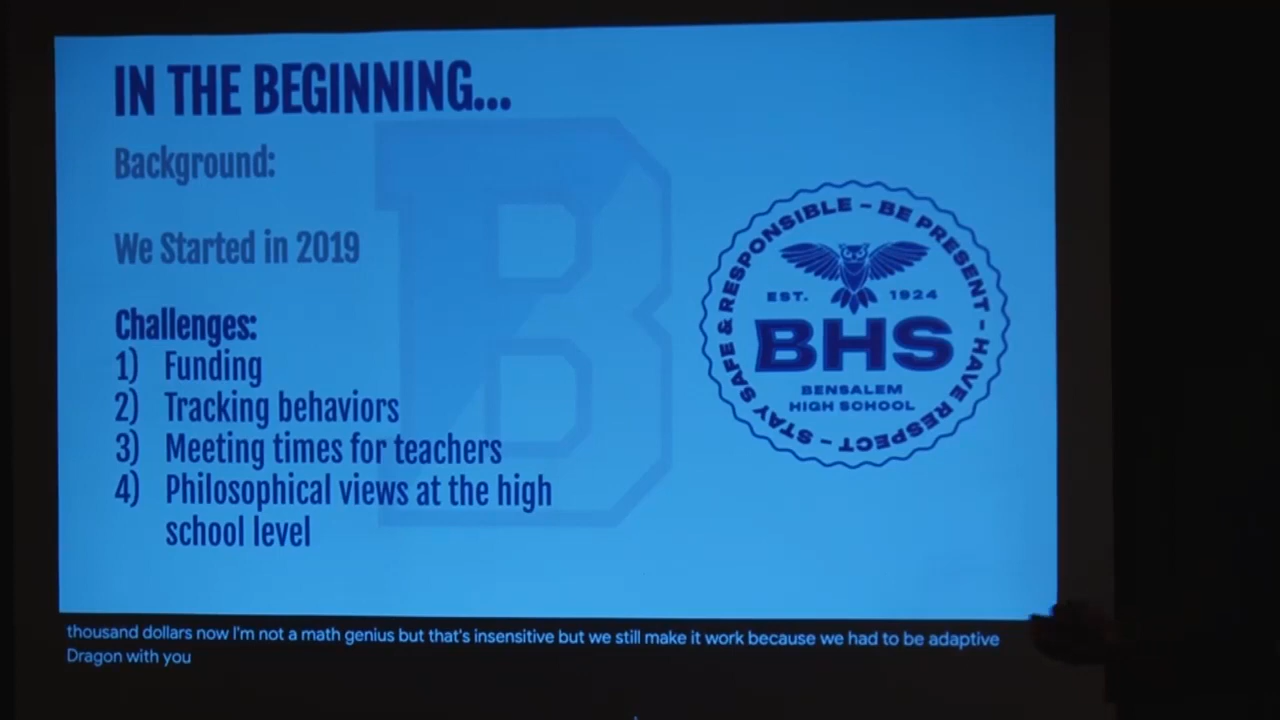 IN THE BEGINNING...
Background:
We Started in 2019
Challenges:
1) Funding
2) Tracking behaviors
3) Meeting times for teachers
4) Philosophical views at the high
school level
STAY SAFE & RESPONSIBLE – BE PRESENT – HAVE RESPECT –
EST. 1924
BHS
BENSALEM
HIGH SCHOOL
thousand dollars now I'm not a math genius but that's insensitive but we still make it work because we had to be adaptive
Dragon with you